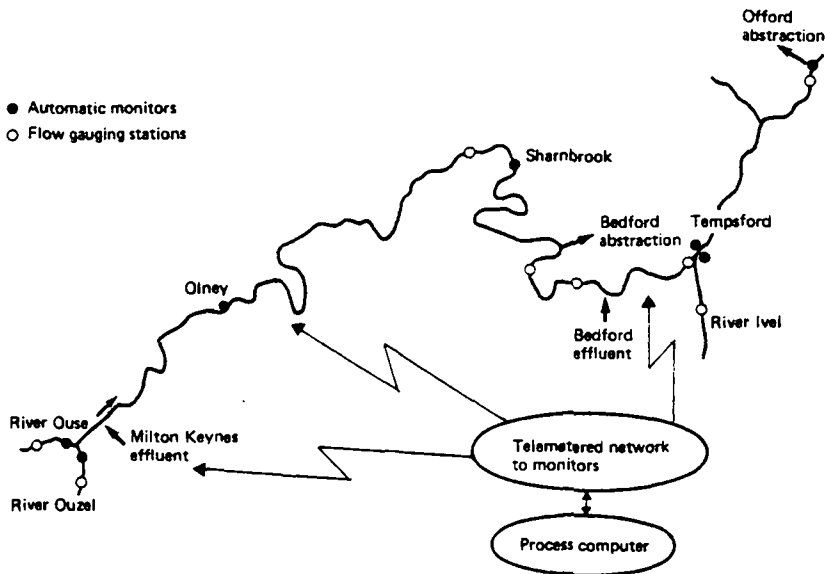 Offord
abstraction
Automatic monitors
Flow gauging stations
Sharnbrook
Bedford
abstraction
Tempsford
Olney
River Ivel
Bedford
effluent
River Ouse
Milton Keynes
effluent
Telemetered network
to monitors
River Ouzel
Process computer